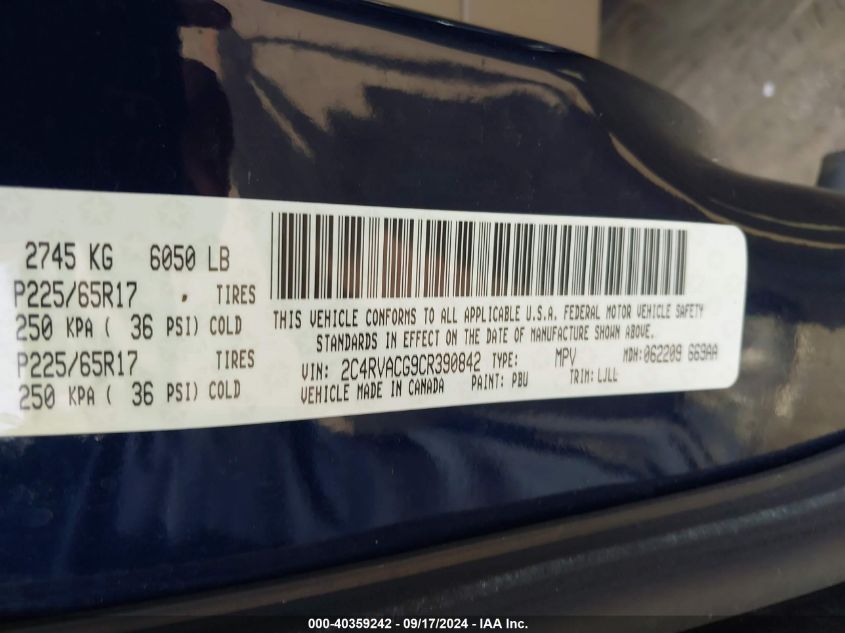 2745 KG 6050 LB
P225/65R17 TIRES
250 KPA ( 36 PSI) COLD
P225/65R17 TIRES
250 KPA ( 36 PSI) COLD
THIS VEHICLE CONFORMS TO ALL APPLICABLE U.S.A. FEDERAL MOTOR VEHICLE SAFETY
STANDARDS IN EFFECT ON THE DATE OF MANUFACTURE SHOWN ABOVE.
VIN: 2C4RVACG9CR390842 TYPE: MPV MDH:062209 669AA
VEHICLE MADE IN CANADA PAINT: PBU TRIM: LJLL
000-40359242 - 09/17/2024 - IAA Inc.